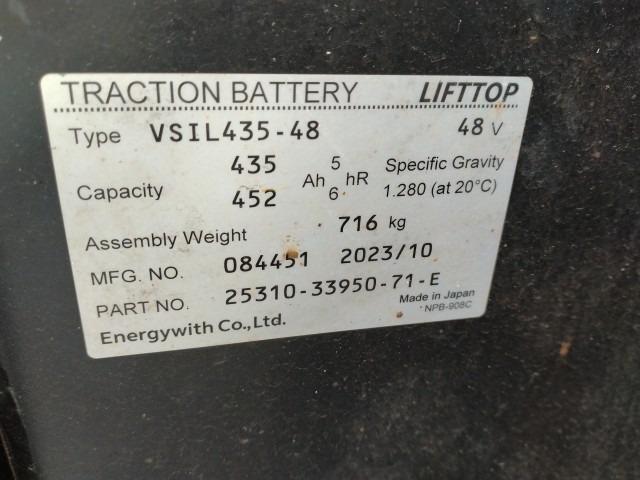 TRACTION BATTERY LIFTTOP
Type VSIL435-48 48 V
Capacity 435 Ah 5 hR Specific Gravity
452 6 1.280 (at 20°C)
Assembly Weight 716 kg
MFG. NO. 084451 2023/10
PART NO. 25310-33950-71-E
Made in Japan
Energywith Co.,Ltd. NPB-908C